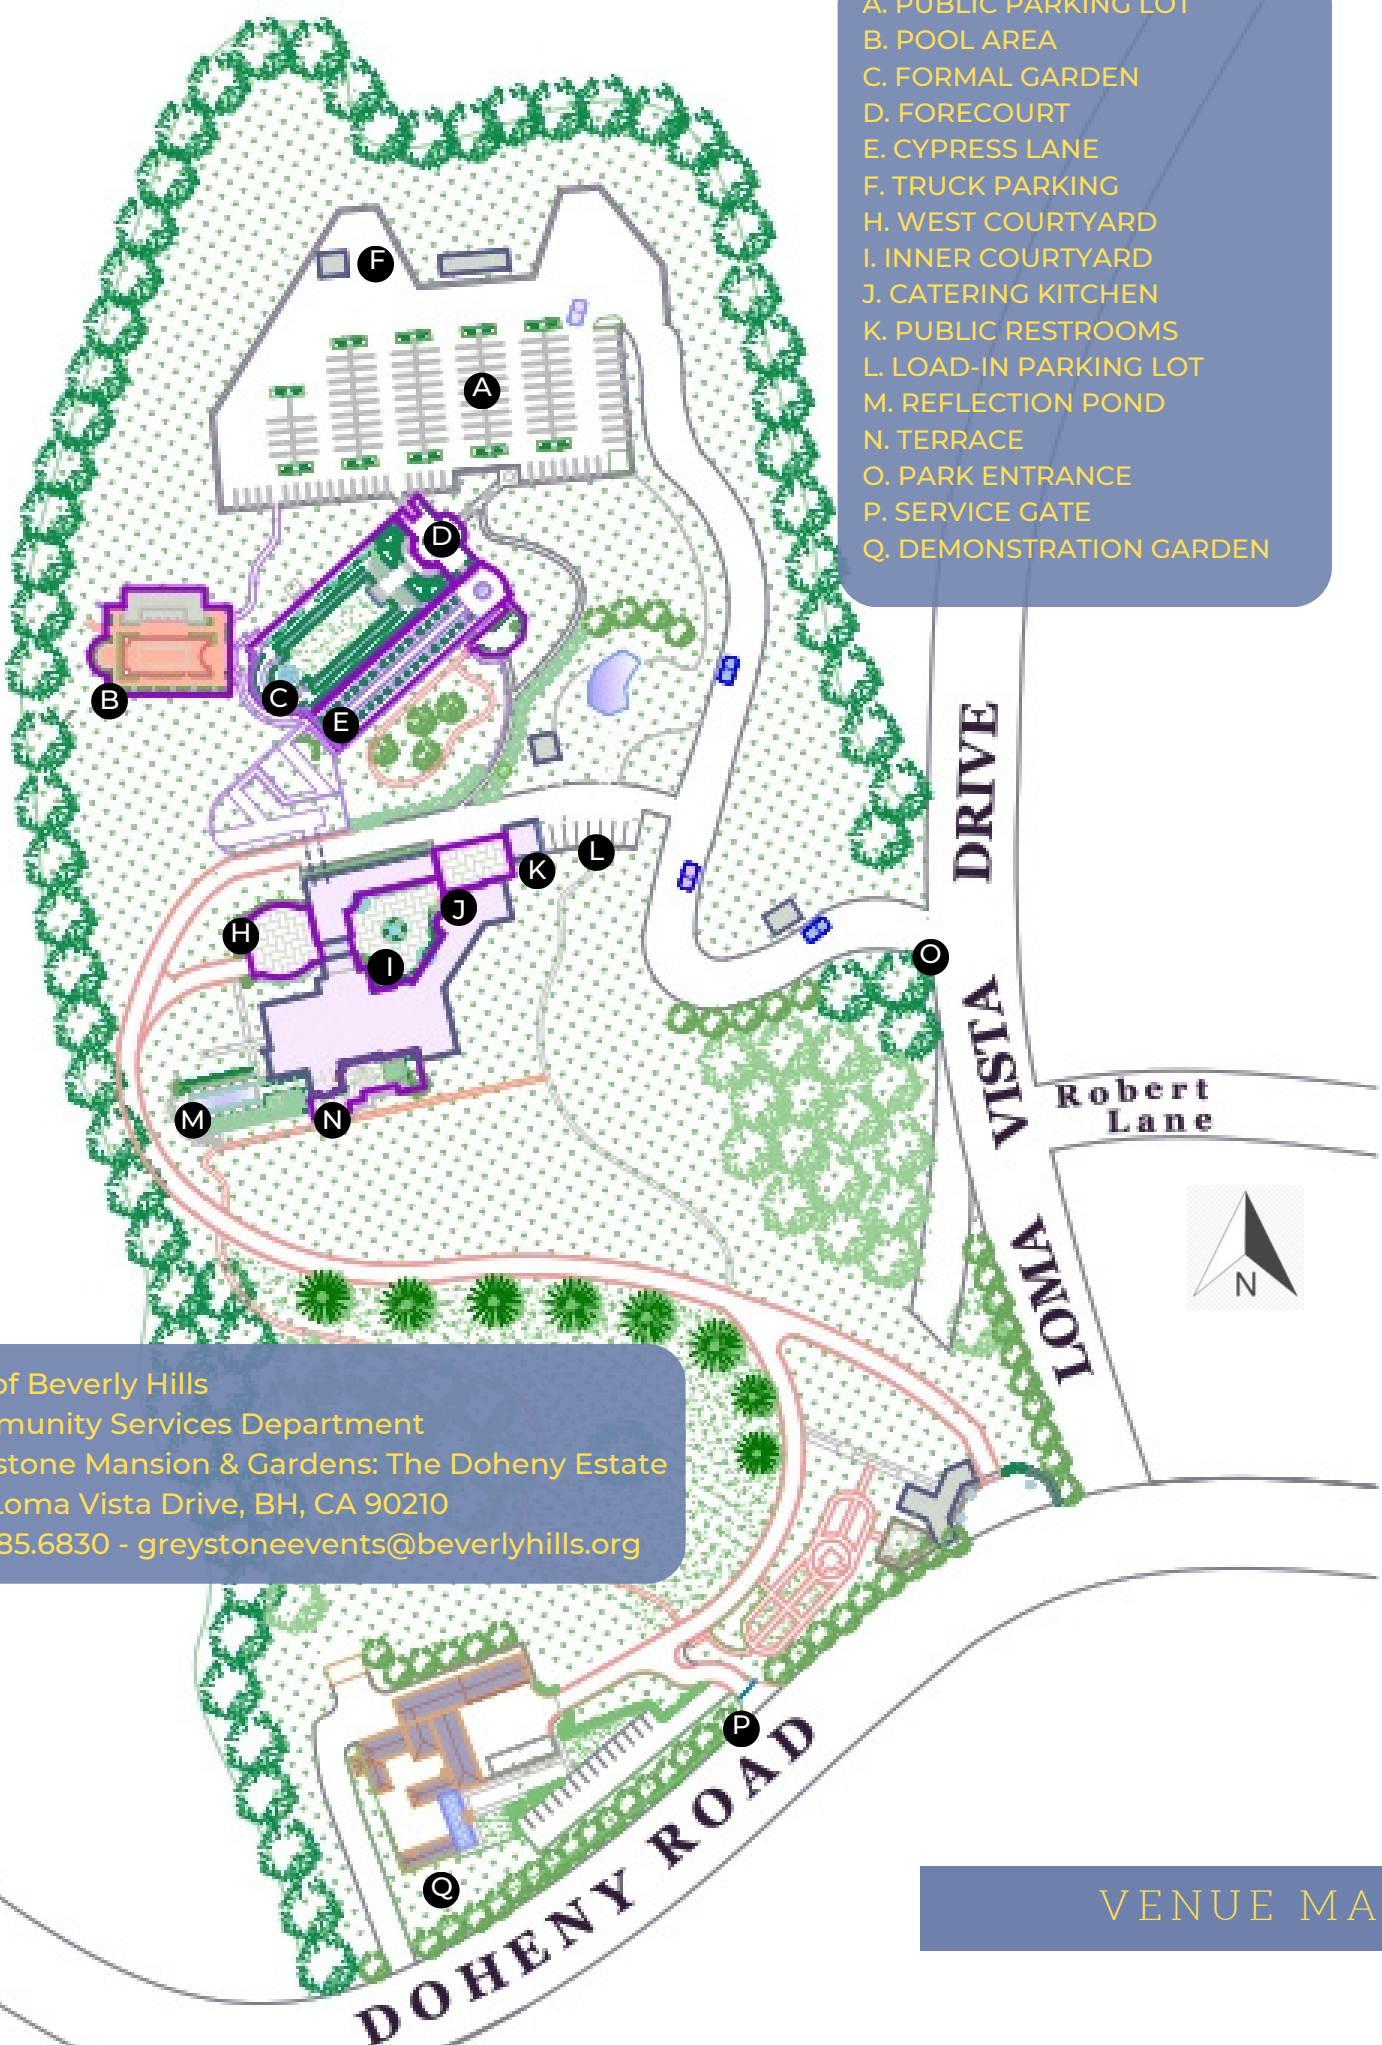 A. PUBLIC PARKING LOT
B. POOL AREA
C. FORMAL GARDEN
D. FORECOURT
E. CYPRESS LANE
F. TRUCK PARKING
H. WEST COURTYARD
I. INNER COURTYARD
J. CATERING KITCHEN
K. PUBLIC RESTROOMS
L. LOAD-IN PARKING LOT
M. REFLECTION POND
N. TERRACE
O. PARK ENTRANCE
P. SERVICE GATE
Q. DEMONSTRATION GARDEN
F
A
D
B
C
E
L
K
J
H
I
O
M
N
LOMA VISTA DRIVE
Robert
Lane
N
of Beverly Hills
munity Services Department
stone Mansion & Gardens: The Doheny Estate
Loma Vista Drive, BH, CA 90210
85.6830 - greystoneevents@beverlyhills.org
P
Q
DOHENY ROAD
VENUE MA